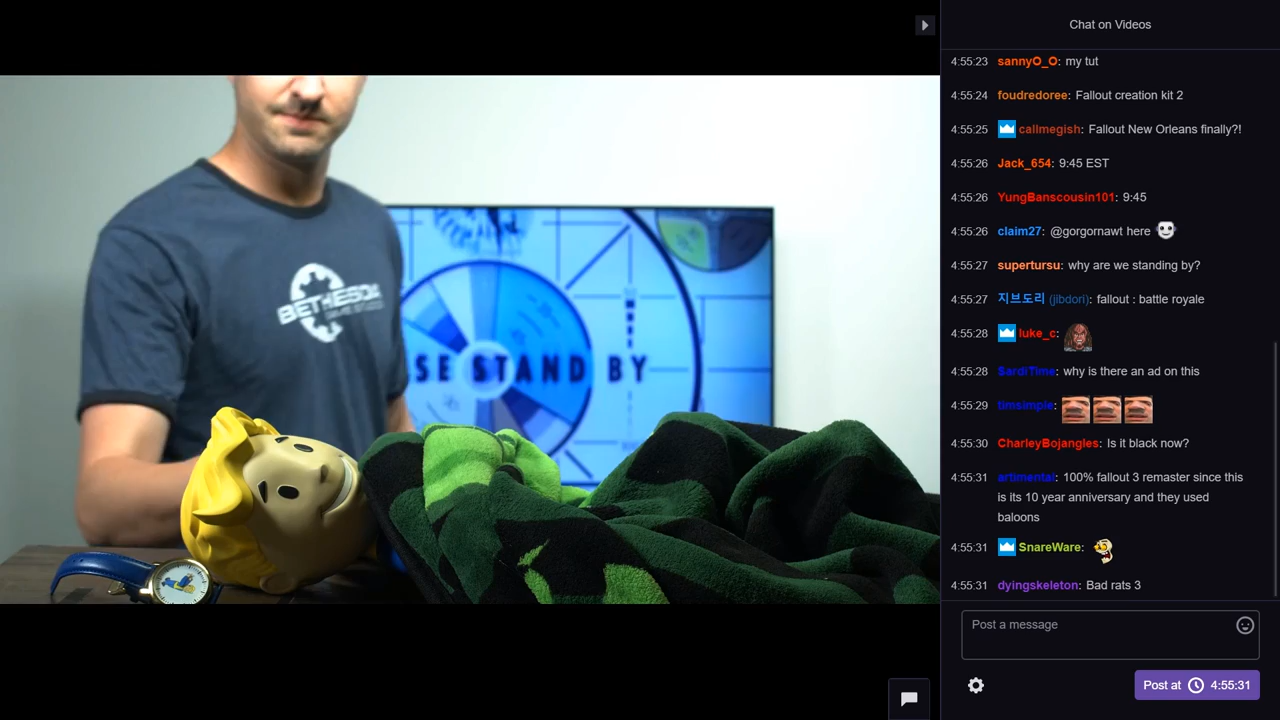 Chat on Videos
4:55:23 sannyO_O: my tut
4:55:24 foudredoree: Fallout creation kit 2
4:55:25 callmegish: Fallout New Orleans finally?!
4:55:26 Jack_654: 9:45 EST
4:55:26 YungBanscousin101: 9:45
4:55:26 claim27: @gorgornawt here
4:55:27 supertursu: why are we standing by?
4:55:27 지브도리 (jibdori): fallout : battle royale
4:55:28 luke_c:
4:55:28 SardiTime: why is there an ad on this
4:55:29 timsimpie:
4:55:30 CharleyBojangles: Is it black now?
4:55:31 artimental: 100% fallout 3 remaster since this
is its 10 year anniversary and they used
baloons
4:55:31 SnareWare:
4:55:31 dyingskeleton: Bad rats 3
Post a message
Post at 4:55:31
BETHESDA
GAME STUDIOS
SE STAND BY